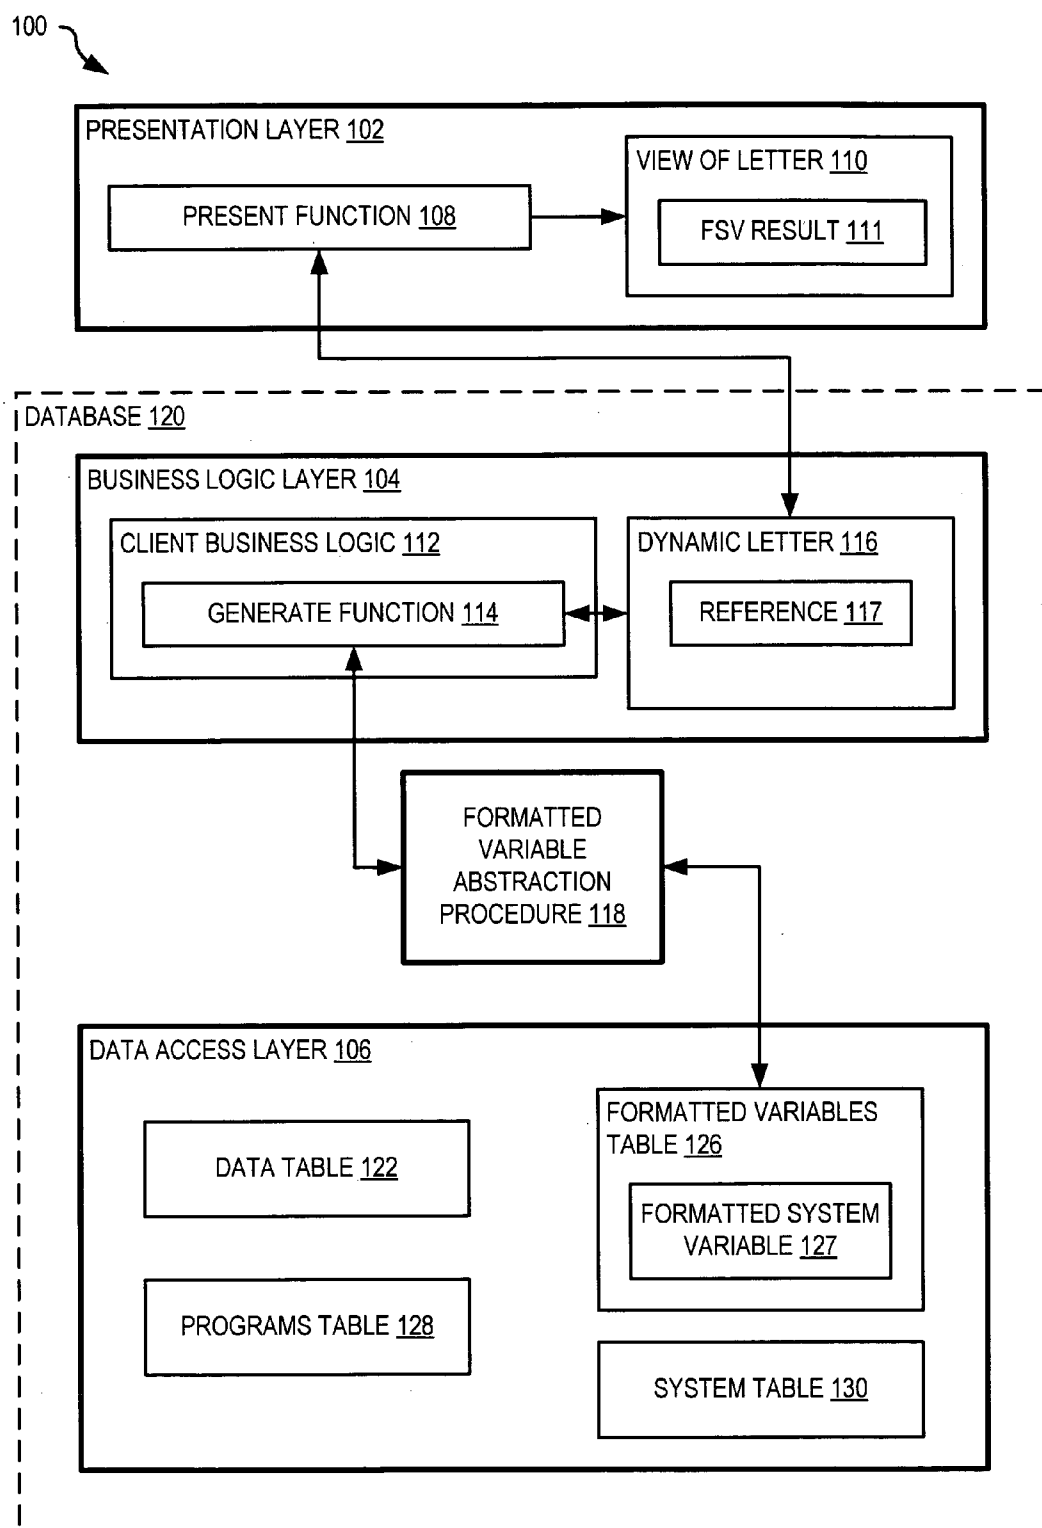 100
PRESENTATION LAYER 102
VIEW OF LETTER 110
PRESENT FUNCTION 108
FSV RESULT 111
DATABASE 120
BUSINESS LOGIC LAYER 104
CLIENT BUSINESS LOGIC 112
DYNAMIC LETTER 116
GENERATE FUNCTION 114
REFERENCE 117
FORMATTED
VARIABLE
ABSTRACTION
PROCEDURE 118
DATA ACCESS LAYER 106
FORMATTED VARIABLES
TABLE 126
DATA TABLE 122
FORMATTED SYSTEM
VARIABLE 127
PROGRAMS TABLE 128
SYSTEM TABLE 130